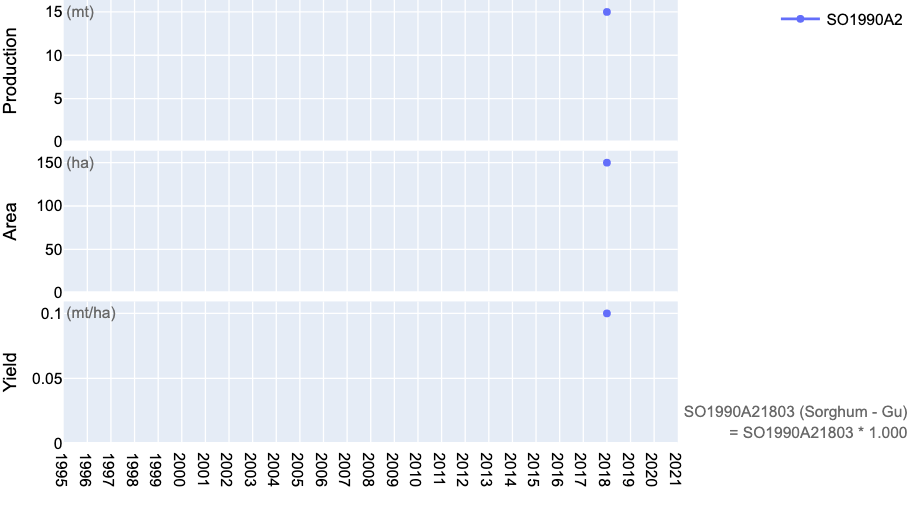 Production
15 (mt)
10
5
0
SO1990A2
Area
150 (ha)
100
50
0
Yield
0.1 (mt/ha)
0.05
0
SO1990A21803 (Sorghum - Gu)
= SO1990A21803 * 1.000
1995 1996 1997 1998 1999 2000 2001 2002 2003 2004 2005 2006 2007 2008 2009 2010 2011 2012 2013 2014 2015 2016 2017 2018 2019 2020 2021